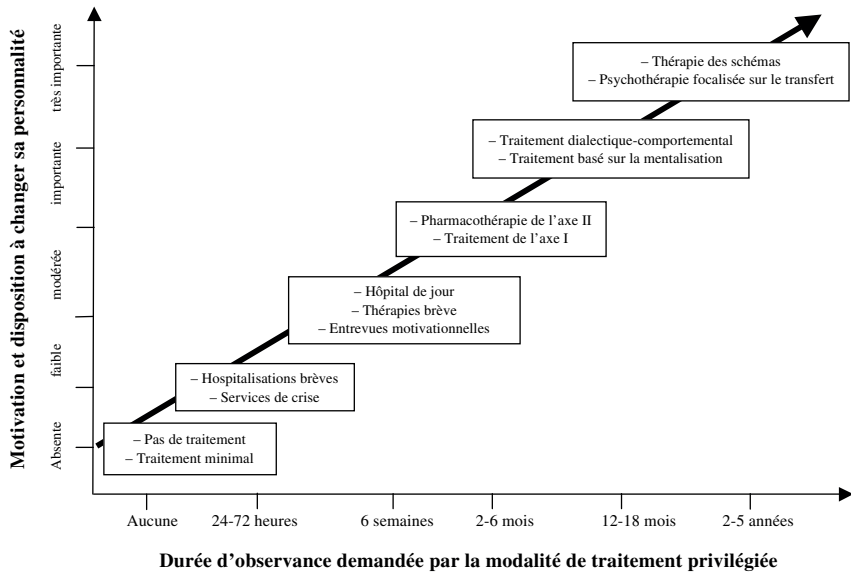 Motivation et disposition à changer sa personnalité
très importante
importante
modérée
faible
Absente
– Thérapie des schémas
– Psychothérapie focalisée sur le transfert
– Traitement dialectique-comportemental
– Traitement basé sur la mentalisation
– Pharmacothérapie de l’axe II
– Traitement de l’axe I
– Hôpital de jour
– Thérapies brève
– Entrevues motivationnelles
– Hospitalisations brèves
– Services de crise
– Pas de traitement
– Traitement minimal
Aucune
24-72 heures
6 semaines
2-6 mois
12-18 mois
2-5 années
Durée d’observance demandée par la modalité de traitement privilégiée